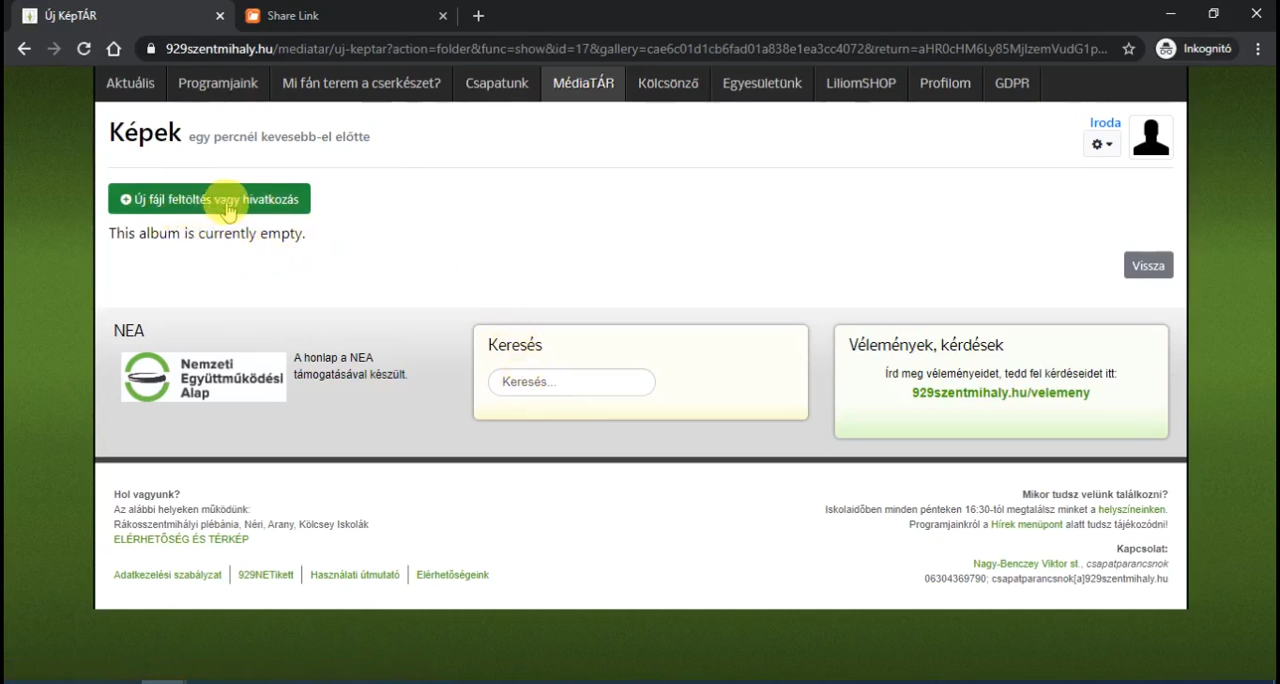 Új KépTÁR
Share Link
929szentmihaly.hu/mediatar/uj-keptar?action=folder&func=show&id=17&gallery=cae6c01d1cb6fad01a838e1ea3cc4072&return=aHR0cHM6Ly85MjlzemVudG1p...
Inkognitó
Aktuális Programjaink Mi fán terem a cserkészet? Csapatunk MédiaTÁR Kölcsönző Egyesületünk LiliomSHOP Profilom GDPR
Képek egy percnél kevesebb-el előtte
Iroda
Új fájl feltöltés vagy hivatkozás
This album is currently empty.
Vissza
NEA
Nemzeti
Együttműködési
Alap
A honlap a NEA
támogatásával készült.
Keresés
Keresés...
Vélemények, kérdések
Írd meg véleményeidet, tedd fel kérdéseidet itt:
929szentmihaly.hu/velemeny
Hol vagyunk?
Az alábbi helyeken működünk:
Rákosszentmihályi plébánia, Néri, Arany, Kölcsey Iskolák
ELÉRHETŐSÉG ÉS TÉRKÉP
Adatkezelési szabályzat 929NETikett Használati útmutató Elérhetőségeink
Mikor tudsz velünk találkozni?
Iskolaidőben minden pénteken 16:30-tól megtalálsz minket a helyszíneinken.
Programjainkról a Hírek menüpont alatt tudsz tájékozódni!
Kapcsolat:
Nagy-Benczey Viktor st., csapatparancsnok
06304369790; csapatparancsnok[a]929szentmihaly.hu